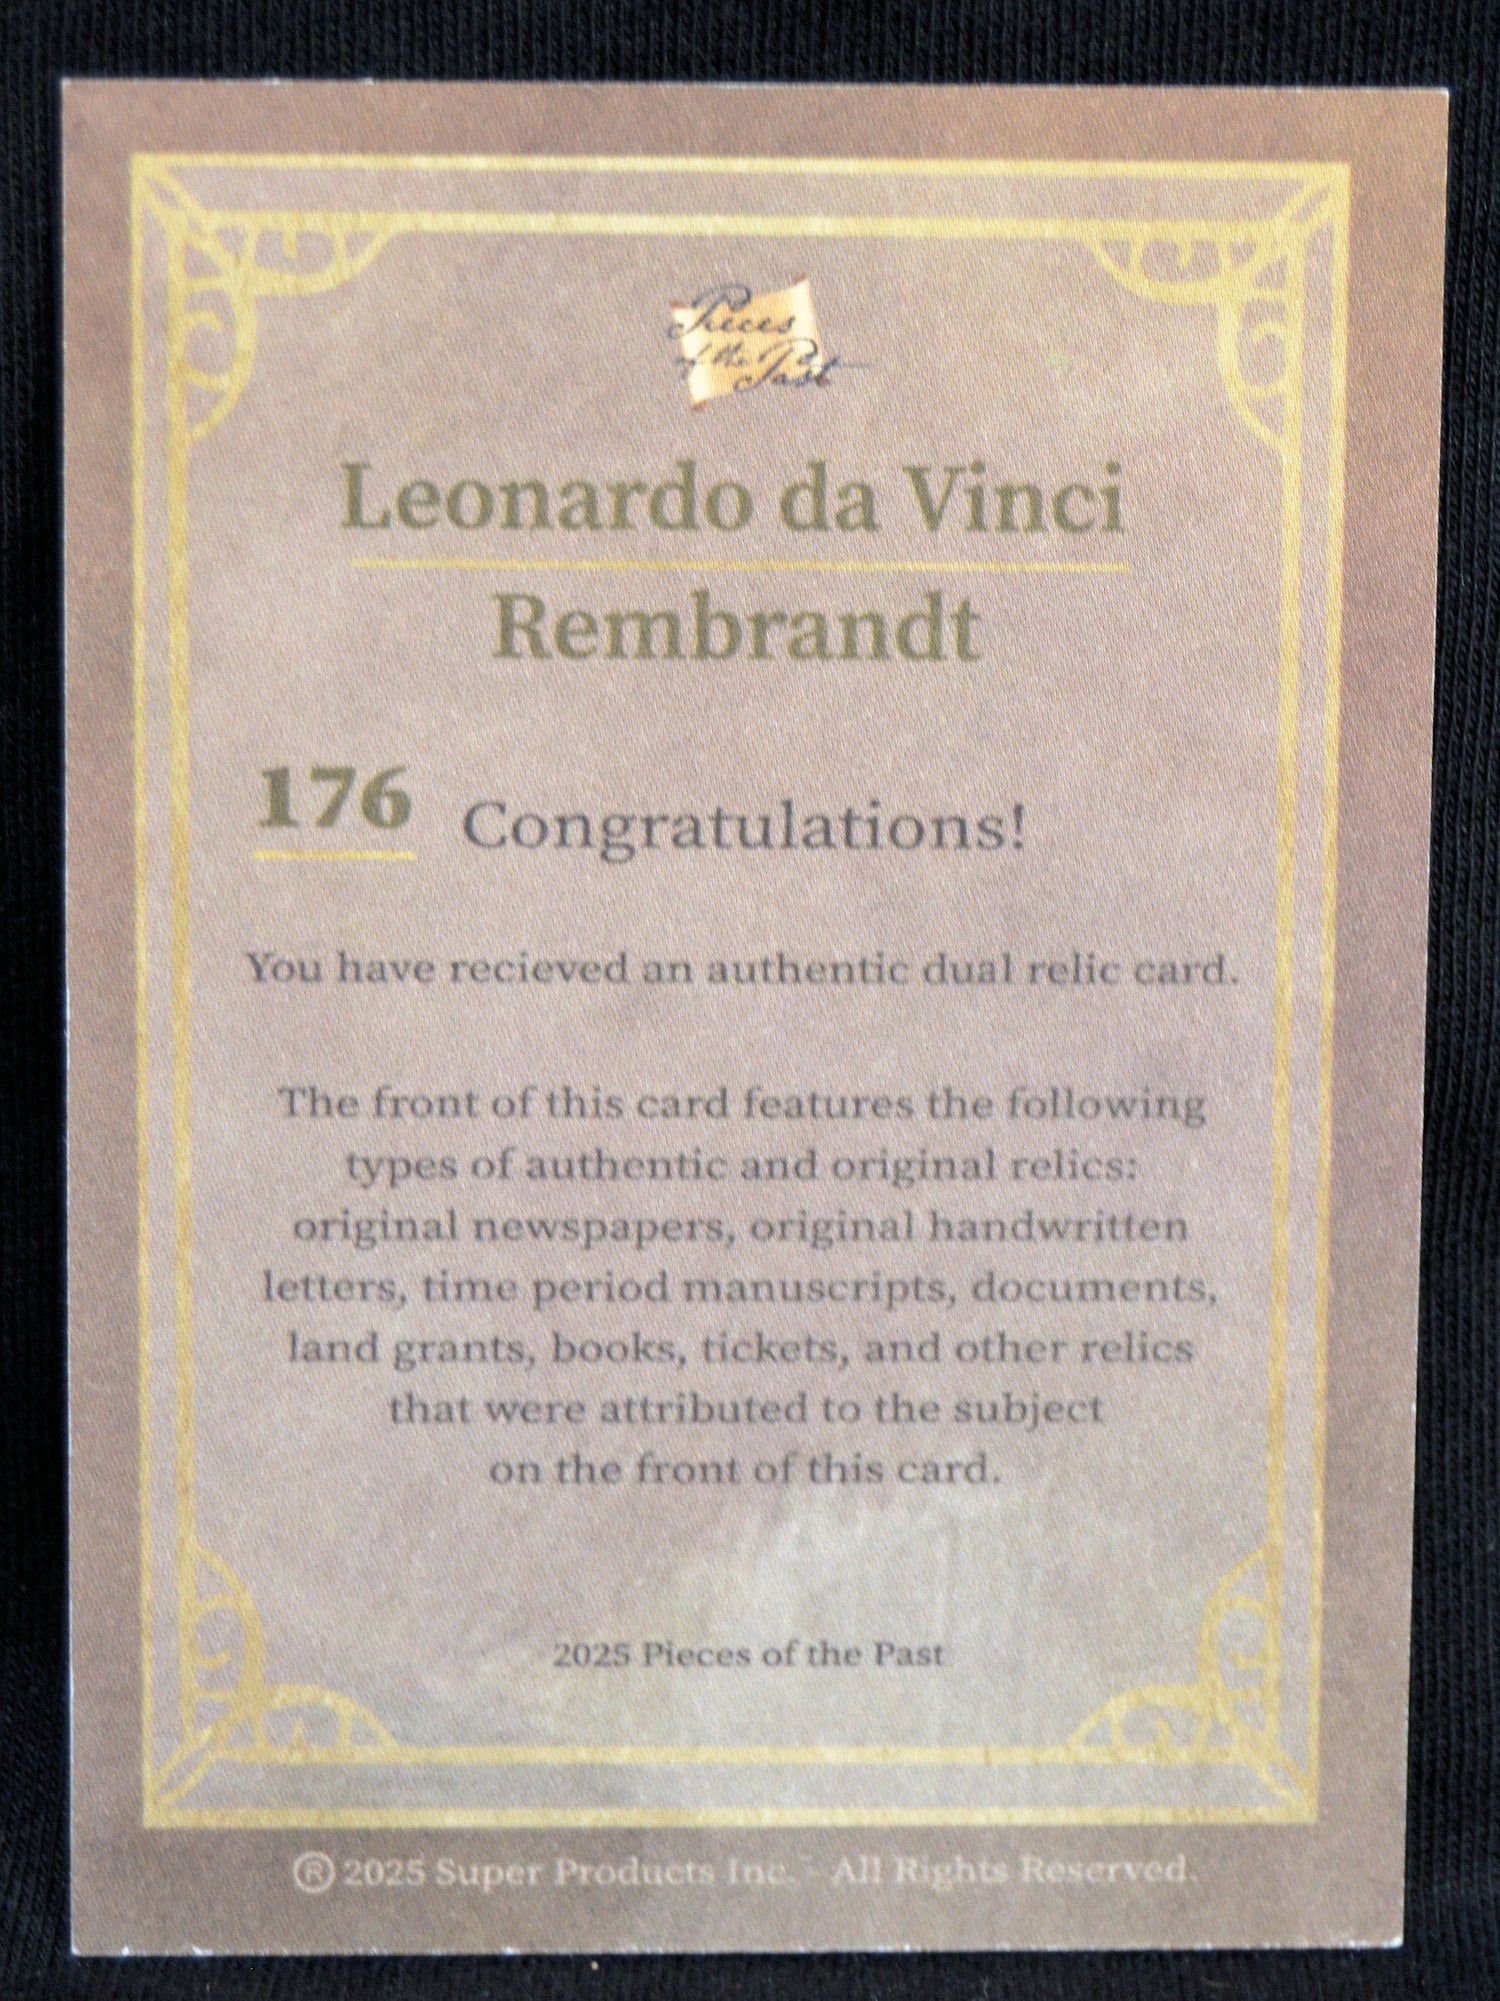 Pieces
of the Past
Leonardo da Vinci
Rembrandt
176 Congratulations!
You have recieved an authentic dual relic card.
The front of this card features the following
types of authentic and original relics:
original newspapers, original handwritten
letters, time period manuscripts, documents,
land grants, books, tickets, and other relics
that were attributed to the subject
on the front of this card.
2025 Pieces of the Past
® 2025 Super Products Inc. - All Rights Reserved.